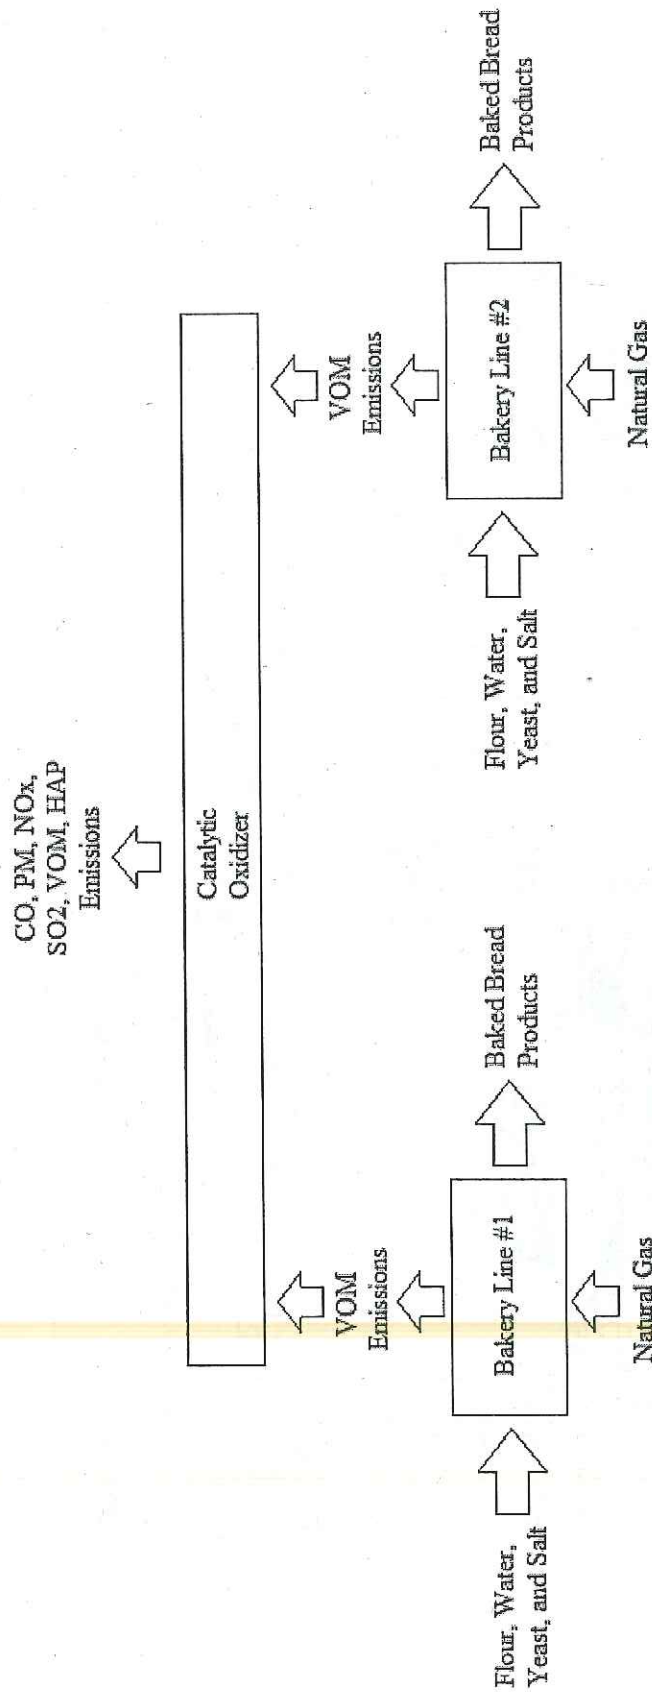 CO, PM, NOx,
SO2, VOM, HAP
Emissions
Catalytic
Oxidizer
VOM
Emissions
VOM
Emissions
Flour, Water,
Yeast, and Salt
Bakery Line #1
Baked Bread
Products
Flour, Water,
Yeast, and Salt
Bakery Line #2
Baked Bread
Products
Natural Gas
Natural Gas